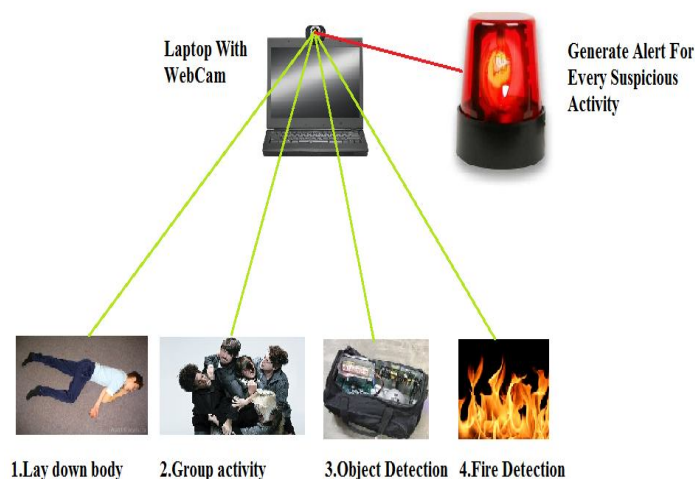 Laptop With
WebCam
Generate Alert For
Every Suspicious
Activity
1.Lay down body
2.Group activity
3.Object Detection
4.Fire Detection